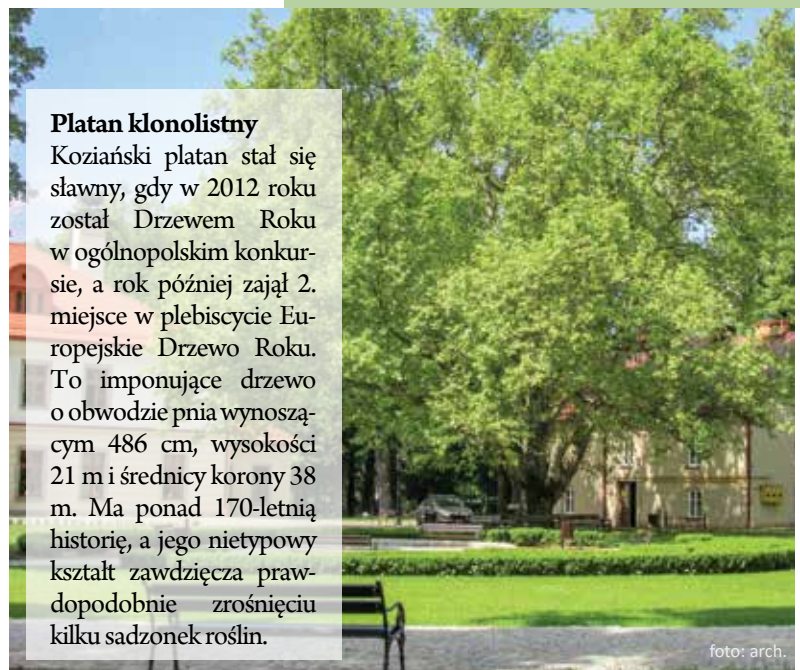 Platan klonolistny
Koziański platan stał się
sławny, gdy w 2012 roku
został Drzewem Roku
w ogólnopolskim konkur-
sie, a rok później zajął 2.
miejsce w plebiscycie Eu-
ropejskie Drzewo Roku.
To imponujące drzewo
o obwodzie pnia wynoszą-
cym 486 cm, wysokości
21 m i średnicy korony 38
m. Ma ponad 170-letnią
historię, a jego nietypowy
kształt zawdzięcza praw-
dopodobnie zrośnięciu
kilku sadzonek roślin.
foto: arch.